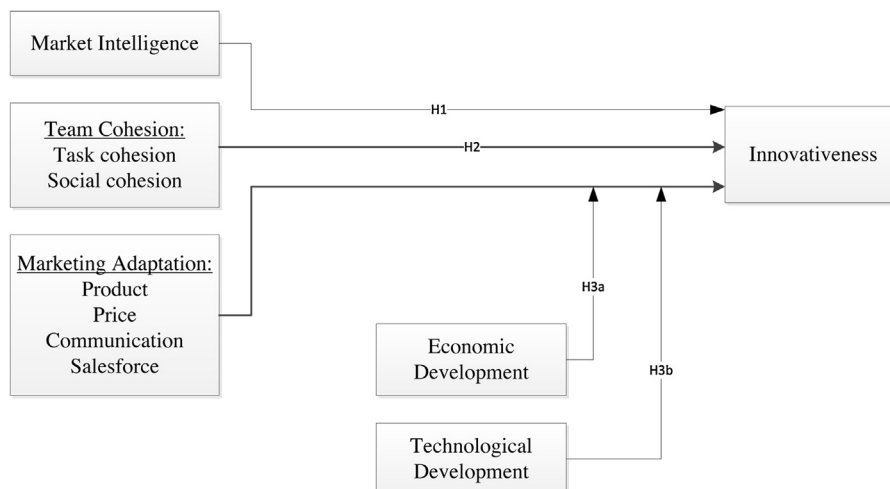 Market Intelligence
H1
Team Cohesion:
Task cohesion
Social cohesion
H2
Innovativeness
Marketing Adaptation:
Product
Price
Communication
Salesforce
H3a
Economic
Development
H3b
Technological
Development